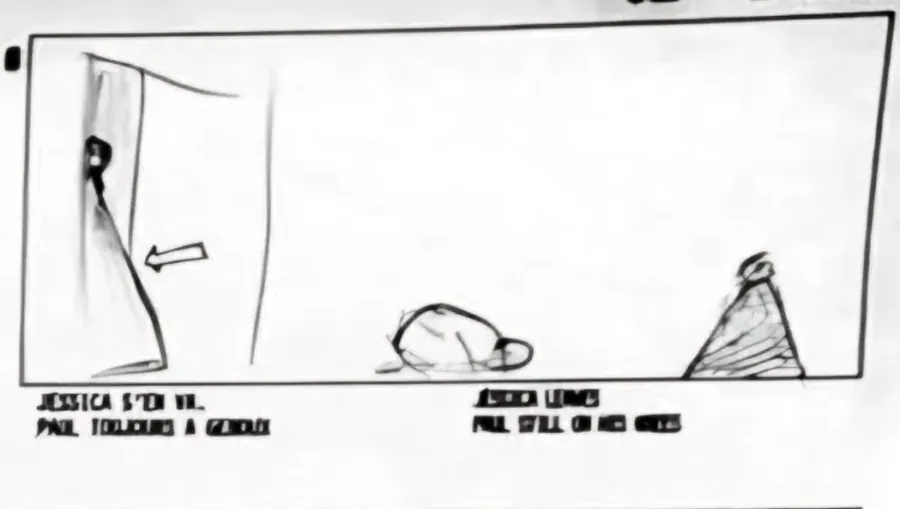 JESSICA S'EN VA.
PAUL TOUJOURS A GENOUX
JESSICA LEAVES
PAUL STILL ON HIS KNEES